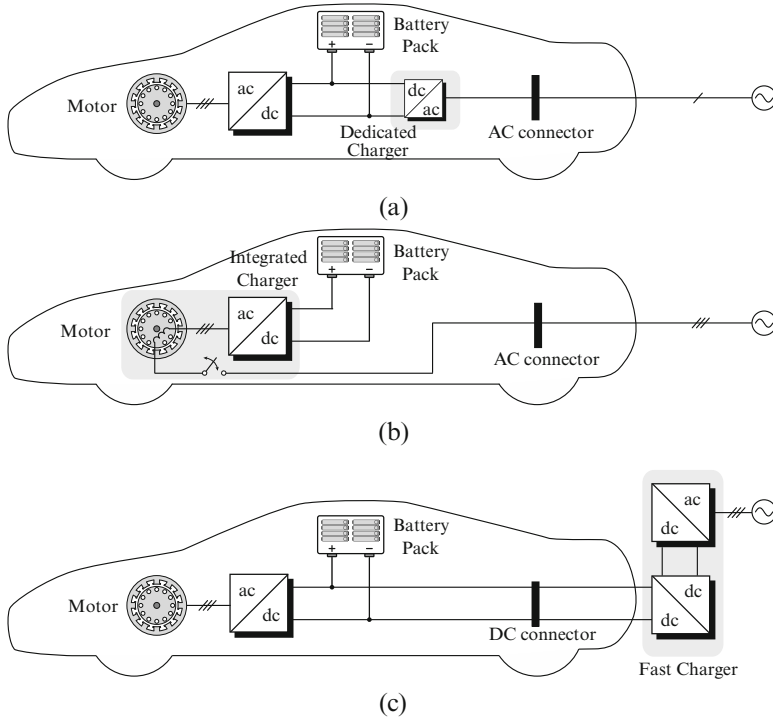 Battery
Pack
+ −
Motor
ac
dc
dc
ac
Dedicated
Charger
AC connector
(a)
Integrated
Charger
Battery
Pack
+ −
Motor
ac
dc
AC connector
(b)
Battery
Pack
+ −
Motor
ac
dc
DC connector
ac
dc
dc
dc
Fast Charger
(c)